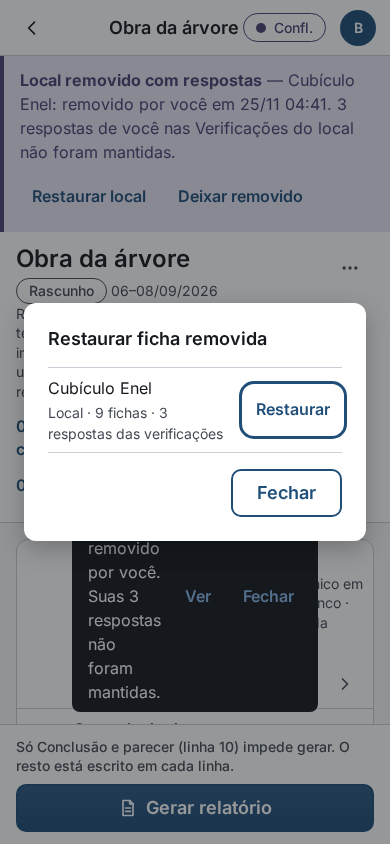 Obra da árvore
Confl.
B
Local removido com respostas — Cubículo
Enel: removido por você em 25/11 04:41. 3
respostas de você nas Verificações do local
não foram mantidas.
Restaurar local
Deixar removido
Obra da árvore
Rascunho
06–08/09/2026
Restaurar ficha removida
Cubículo Enel
Local · 9 fichas · 3
respostas das verificações
Restaurar
Fechar
removido
por você.
Suas 3
respostas
não
foram
mantidas.
Ver
Fechar
Só Conclusão e parecer (linha 10) impede gerar. O
resto está escrito em cada linha.
Gerar relatório